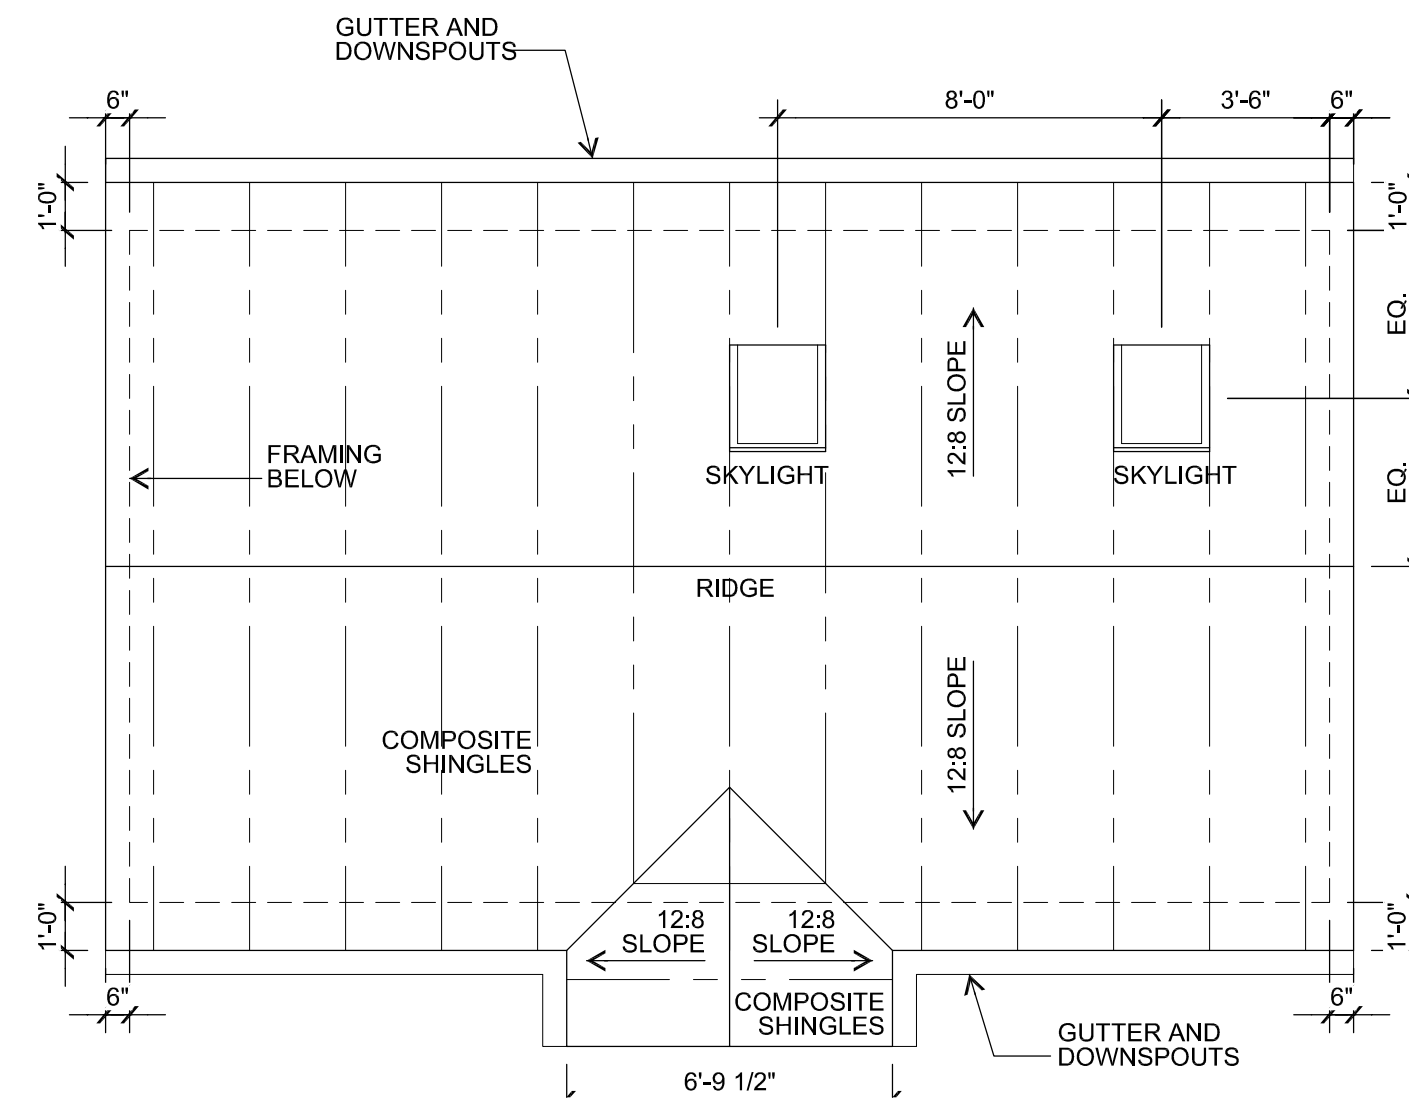 GUTTER AND
DOWNSPOUTS
6"
8'-0"
3'-6"
6"
1'-0"
1'-0"
EQ.
12:8 SLOPE
FRAMING
BELOW
SKYLIGHT
SKYLIGHT
EQ.
RIDGE
12:8 SLOPE
COMPOSITE
SHINGLES
1'-0"
12:8
SLOPE
12:8
SLOPE
1'-0"
6"
COMPOSITE
SHINGLES
6"
GUTTER AND
DOWNSPOUTS
6'-9 1/2"